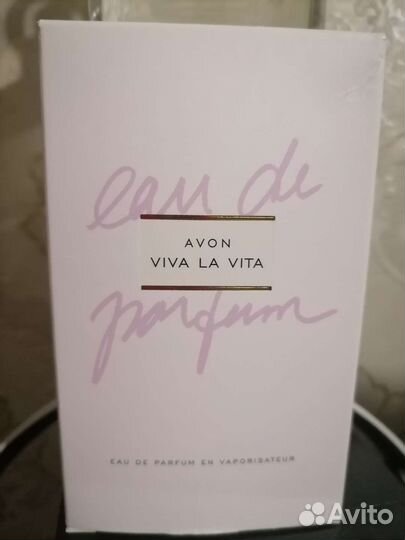 eau de
AVON
VIVA LA VITA
parfum
EAU DE PARFUM EN VAPORISATEUR
Avito